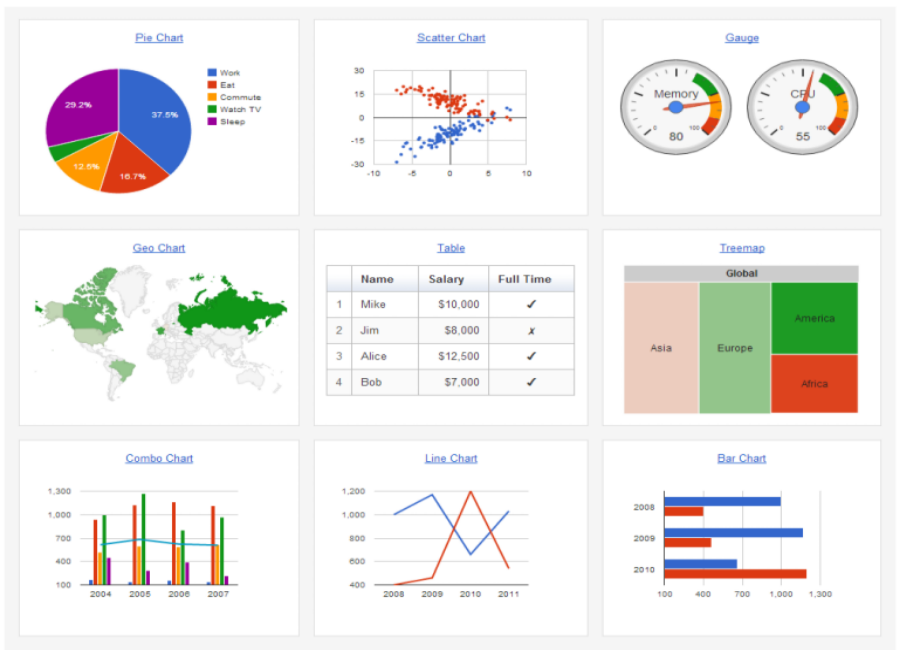 Pie Chart
37.5%
16.7%
12.5%
29.2%
Work
Eat
Commute
Watch TV
Sleep
Scatter Chart
30
15
0
-15
-30
-10 -5 0 5 10
Gauge
Memory
0 100
80
CPU
0 100
55
Geo Chart
Table
Name Salary Full Time
1 Mike $10,000 ✔
2 Jim $8,000 ✗
3 Alice $12,500 ✔
4 Bob $7,000 ✔
Treemap
Global
Asia
Europe
America
Africa
Combo Chart
1,300
1,000
700
400
100
2004 2005 2006 2007
Line Chart
1,200
1,000
800
600
400
2008 2009 2010 2011
Bar Chart
2008
2009
2010
100 400 700 1,000 1,300